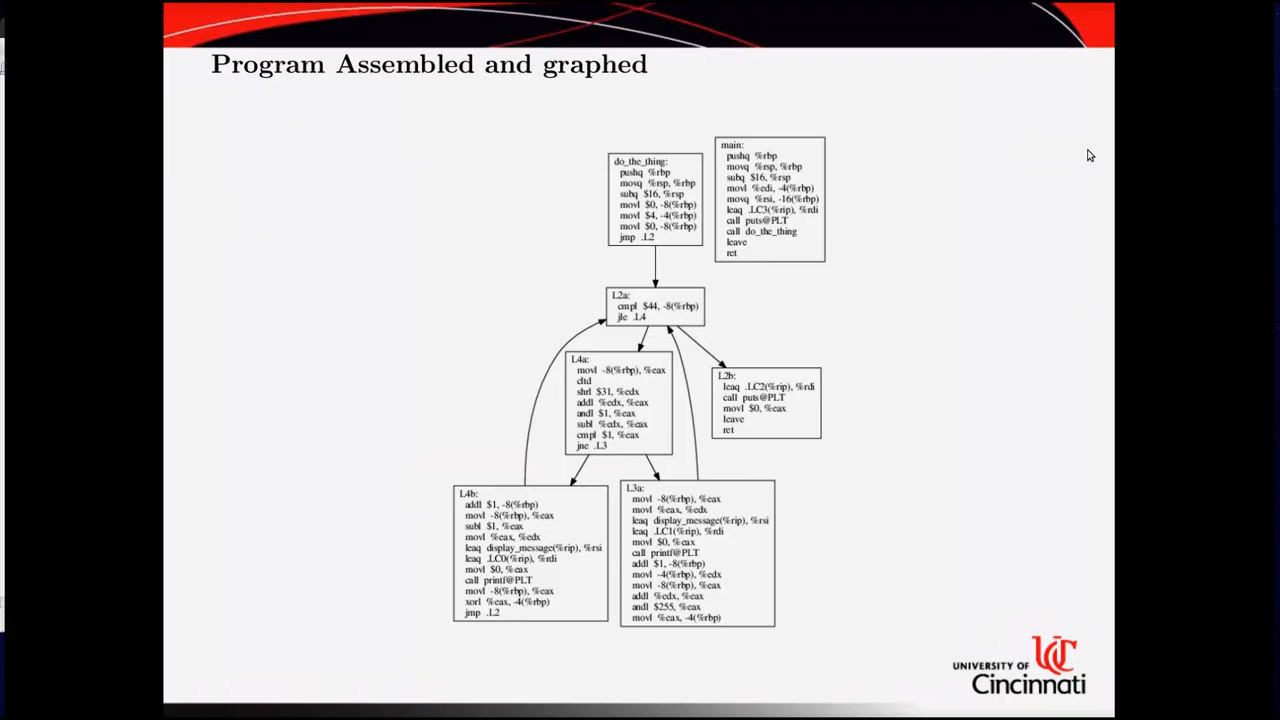 Program Assembled and graphed
do_the_thing:
pushq %rbp
movq %rsp, %rbp
subq $16, %rsp
movl $0, -8(%rbp)
movl $4, -4(%rbp)
movl $0, -8(%rbp)
jmp .L2
main:
pushq %rbp
movq %rsp, %rbp
subq $16, %rsp
movl %edi, -4(%rbp)
movq %rsi, -16(%rbp)
leaq .LC3(%rip), %rdi
call puts@PLT
call do_the_thing
leave
ret
L2a:
cmpl $44, -8(%rbp)
jle .L4
L4a:
movl -8(%rbp), %eax
cltd
shrl $31, %edx
addl %edx, %eax
andl $1, %eax
subl %edx, %eax
cmpl $1, %eax
jne .L3
L2b:
leaq .LC2(%rip), %rdi
call puts@PLT
movl $0, %eax
leave
ret
L4b:
addl $1, -8(%rbp)
movl -8(%rbp), %eax
subl $1, %eax
movl %eax, %edx
leaq display_message(%rip), %rsi
leaq .LC0(%rip), %rdi
movl $0, %eax
call printf@PLT
movl -8(%rbp), %eax
xorl %eax, -4(%rbp)
jmp .L2
L3a:
movl -8(%rbp), %eax
movl %eax, %edx
leaq display_message(%rip), %rsi
leaq .LC1(%rip), %rdi
movl $0, %eax
call printf@PLT
addl $1, -8(%rbp)
movl -4(%rbp), %edx
movl -8(%rbp), %eax
addl %edx, %eax
andl $255, %eax
movl %eax, -4(%rbp)
UC
UNIVERSITY OF
Cincinnati